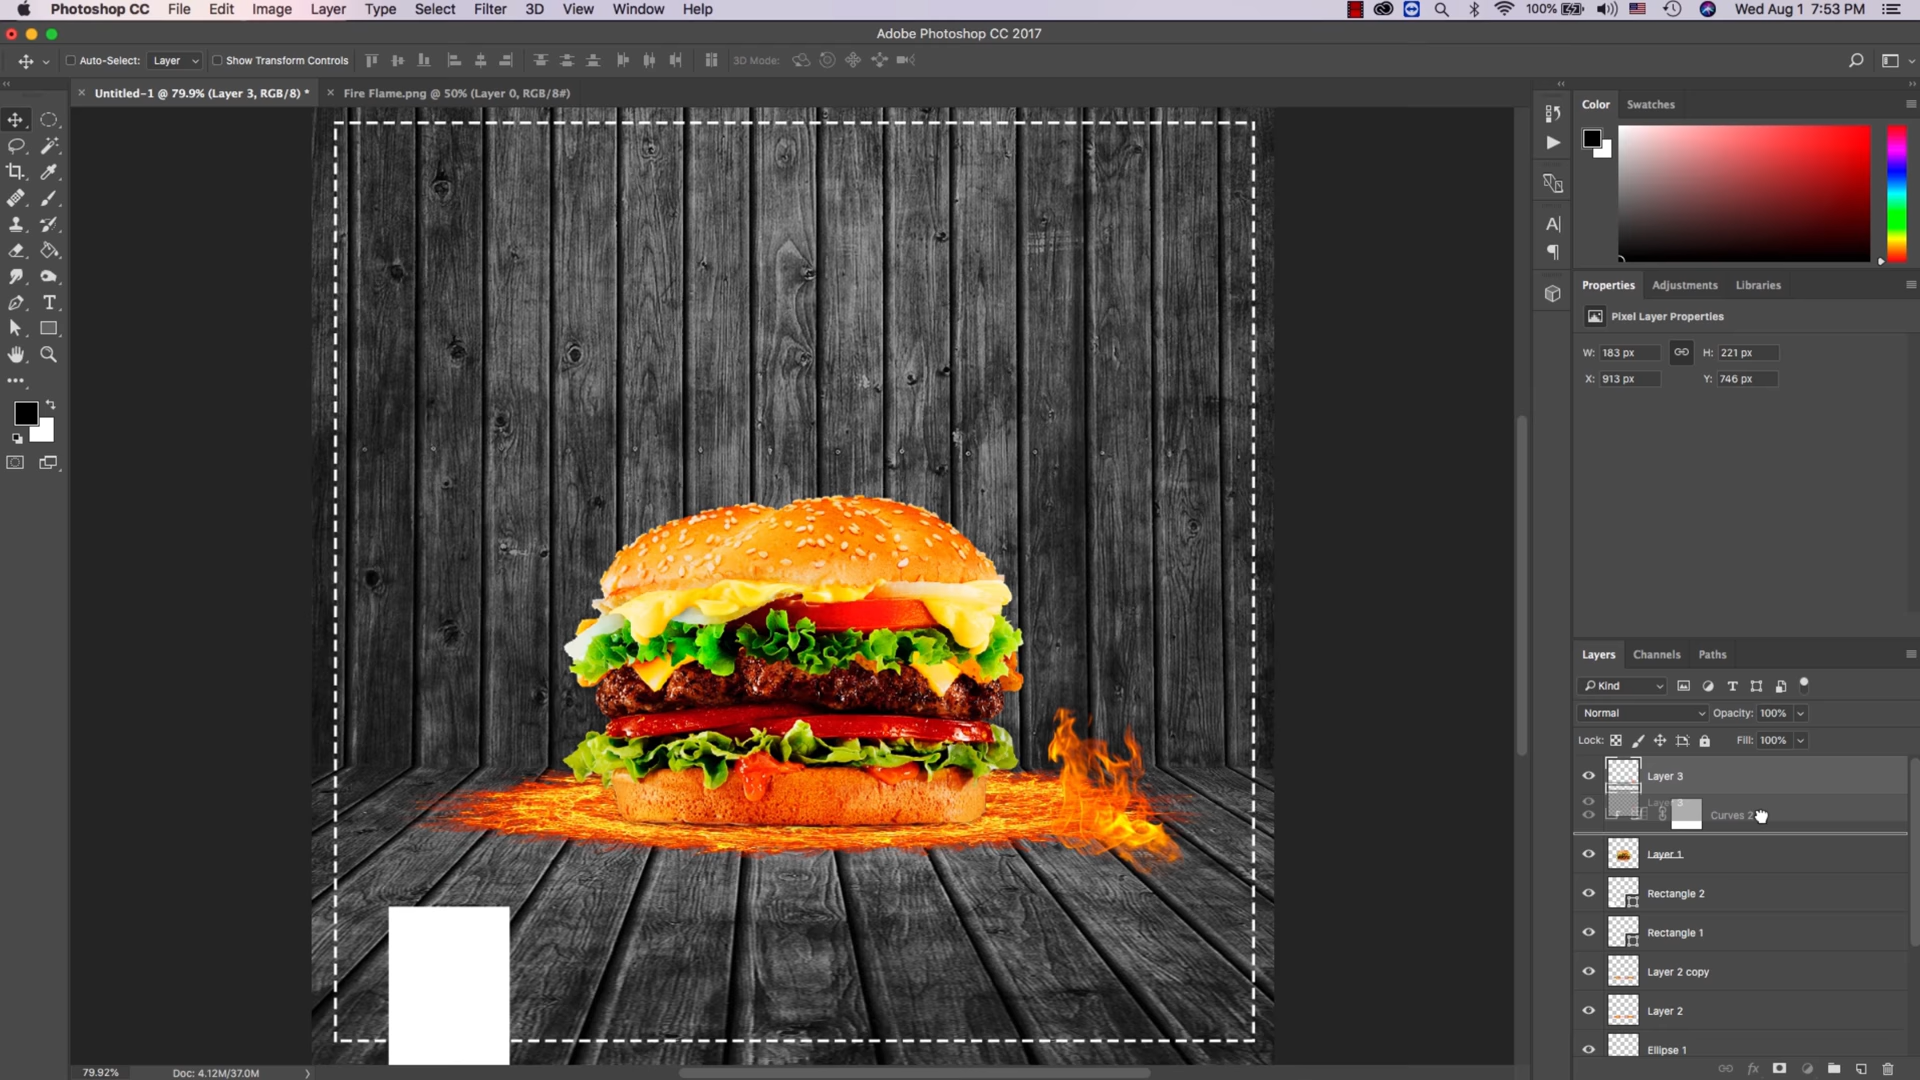 Photoshop CC File Edit Image Layer Type Select Filter 3D View Window Help 100% Wed Aug 1 7:53 PM
Adobe Photoshop CC 2017
Auto-Select: Layer Show Transform Controls 3D Mode:
Untitled-1 @ 79.9% (Layer 3, RGB/8) * Fire Flame.png @ 50% (Layer 0, RGB/8#)
Color Swatches
Properties Adjustments Libraries
Pixel Layer Properties
W: 183 px H: 221 px
X: 913 px Y: 746 px
Layers Channels Paths
Kind
Normal Opacity: 100%
Lock: Fill: 100%
Layer 3
Layer 3
Curves 2
Layer 1
Rectangle 2
Rectangle 1
Layer 2 copy
Layer 2
Ellipse 1
79.92% Doc: 4.12M/37.0M